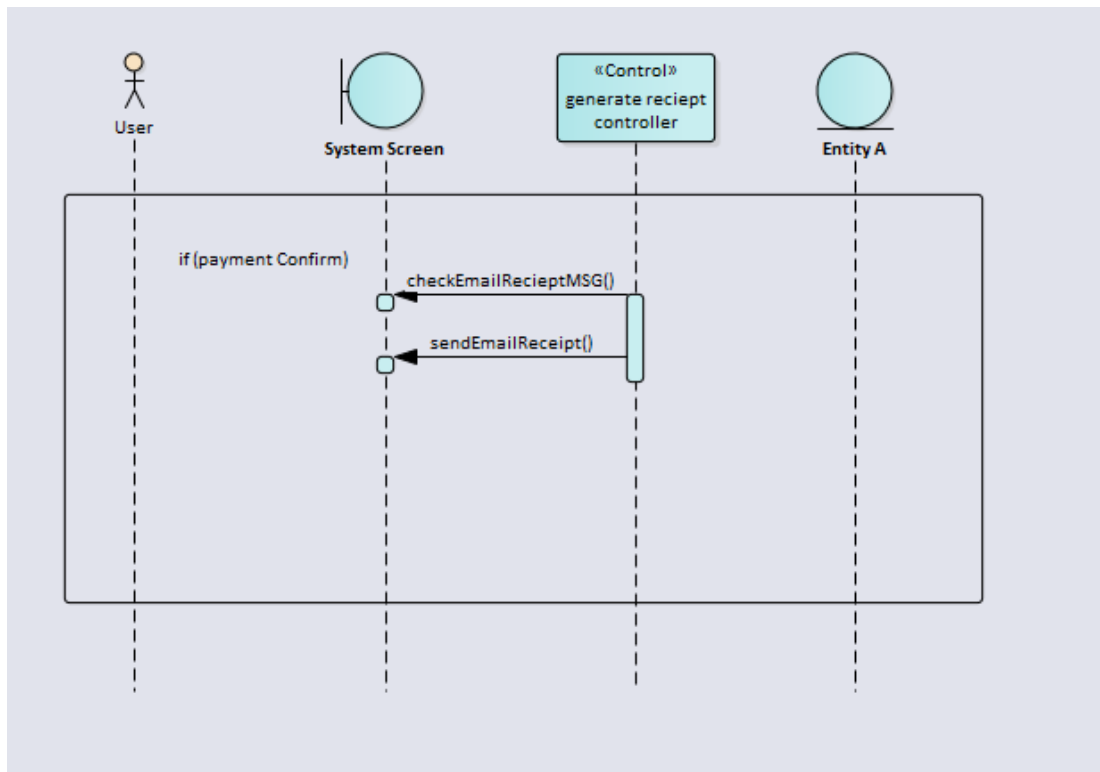 «Control»
generate reciept
controller
User
System Screen
Entity A
if (payment Confirm)
checkEmailRecieptMSG()
sendEmailReceipt()